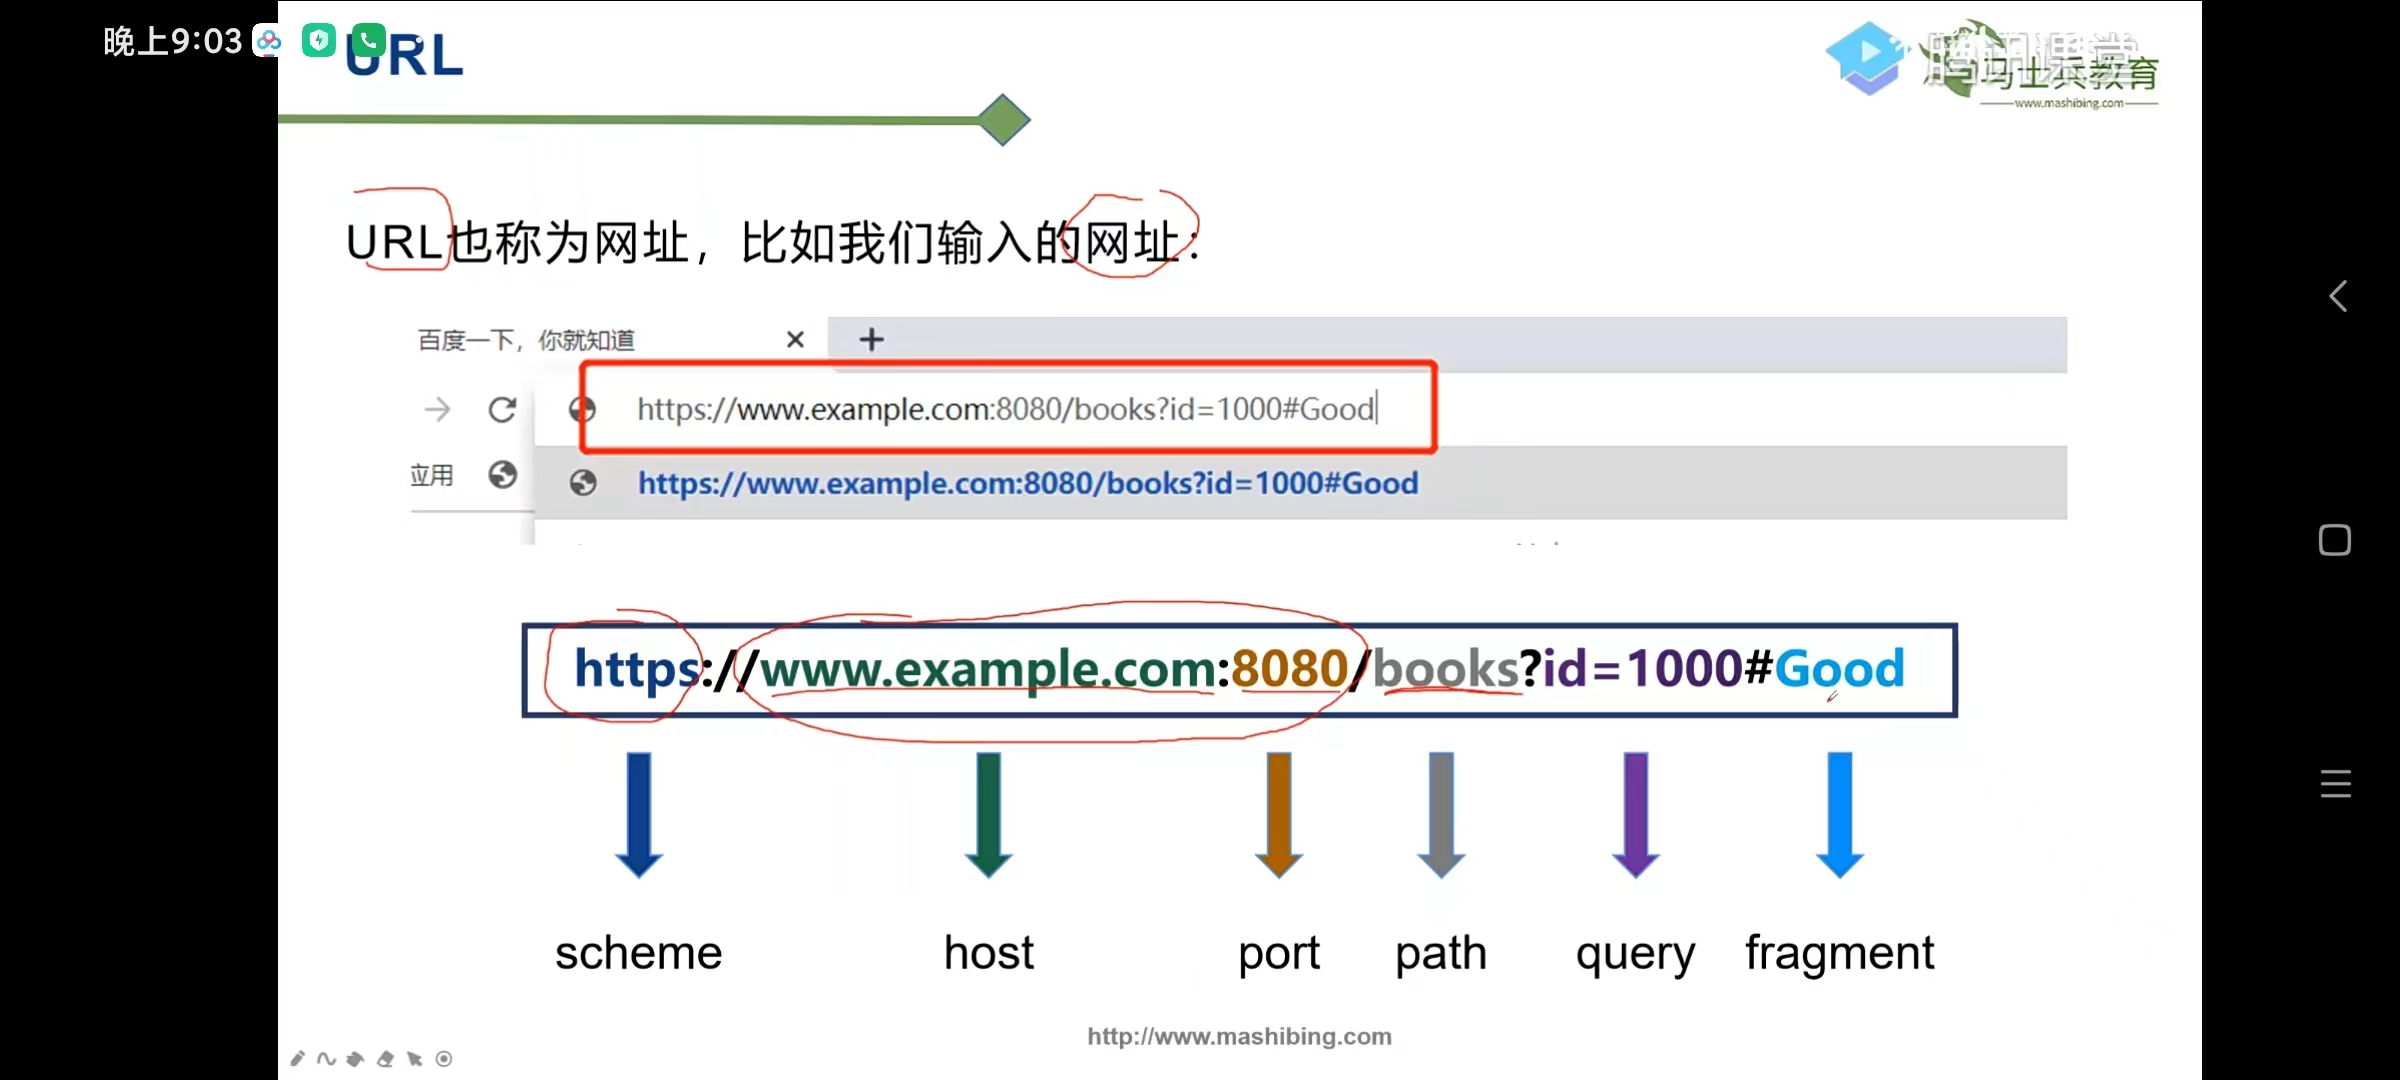 晚上9:03
URL
腾讯课堂
马士兵教育
www.mashibing.com
URL也称为网址，比如我们输入的网址：
百度一下，你就知道
https://www.example.com:8080/books?id=1000#Good
应用
https://www.example.com:8080/books?id=1000#Good
https://www.example.com:8080/books?id=1000#Good
scheme host port path query fragment
http://www.mashibing.com